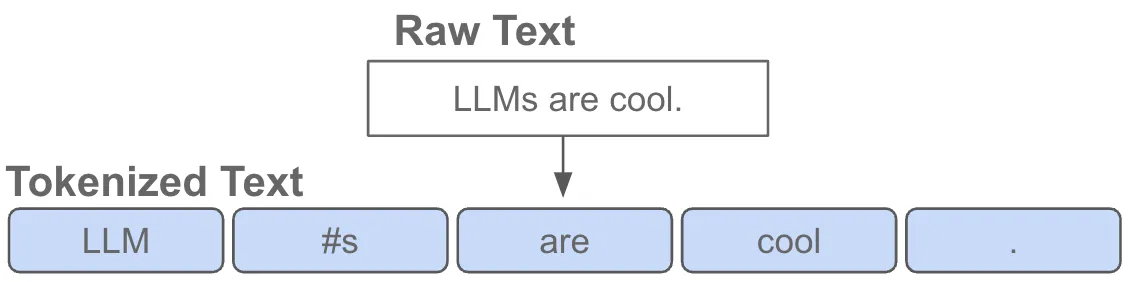 Raw Text
LLMs are cool.
Tokenized Text
LLM #s are cool .